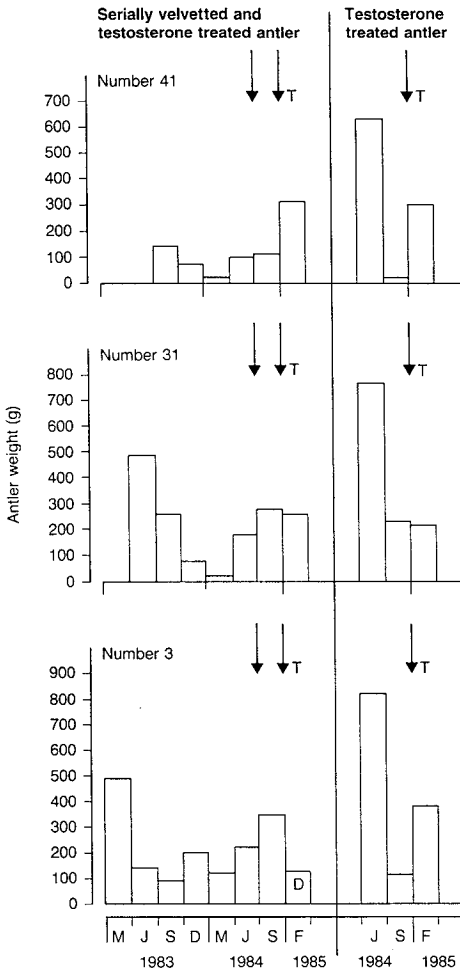 Serially velvetted and
testosterone treated antler
Testosterone
treated antler
Number 41
T
T
700
600
500
400
300
200
100
0
Number 31
T
T
800
700
600
500
400
300
200
100
0
Antler weight (g)
Number 3
T
T
900
800
700
600
500
400
300
200
100
0
D
M J S D M J S F
J S F
1983 1984 1985
1984 1985